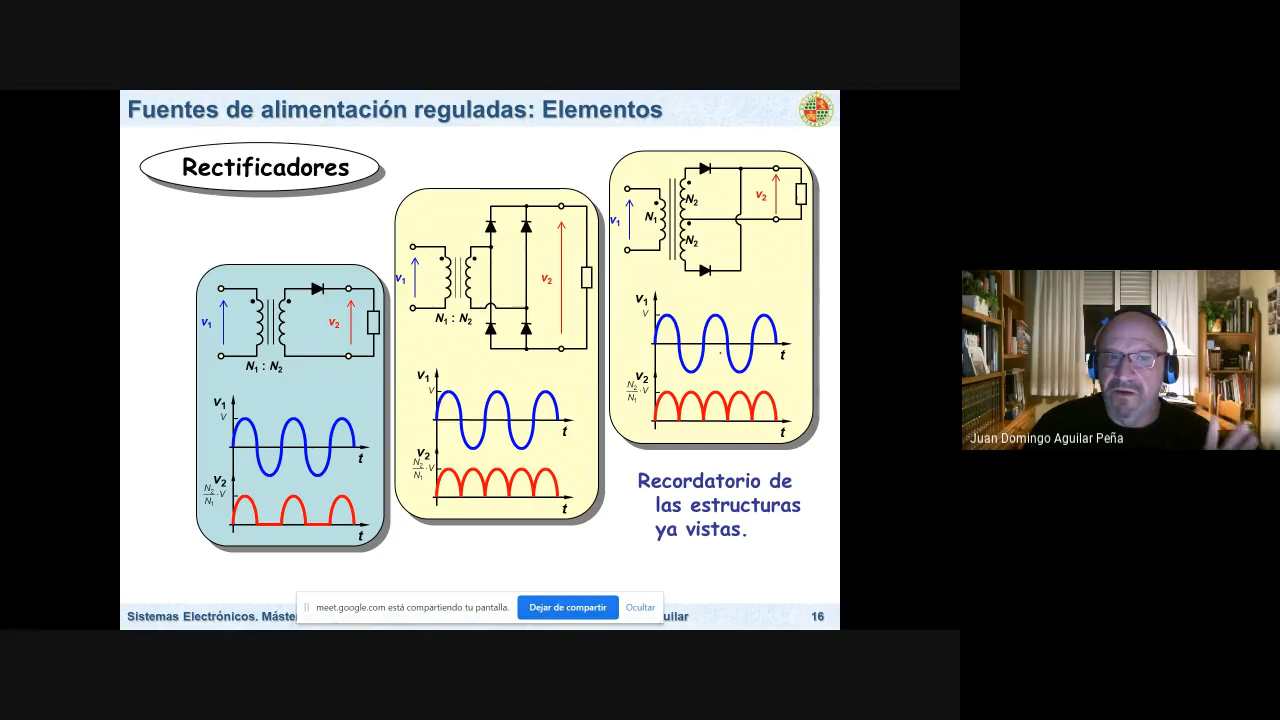 Fuentes de alimentación reguladas: Elementos
Rectificadores
v1
v2
N1 : N2
v1
V
t
v2
N2/N1·V
t
v1
v2
N1 : N2
v1
V
t
v2
N2/N1·V
t
v1
N1
N2
N2
v2
v1
V
t
v2
N2/N1·V
t
Recordatorio de
las estructuras
ya vistas.
Juan Domingo Aguilar Peña
meet.google.com está compartiendo tu pantalla.
Dejar de compartir
Ocultar
Sistemas Electrónicos.
16